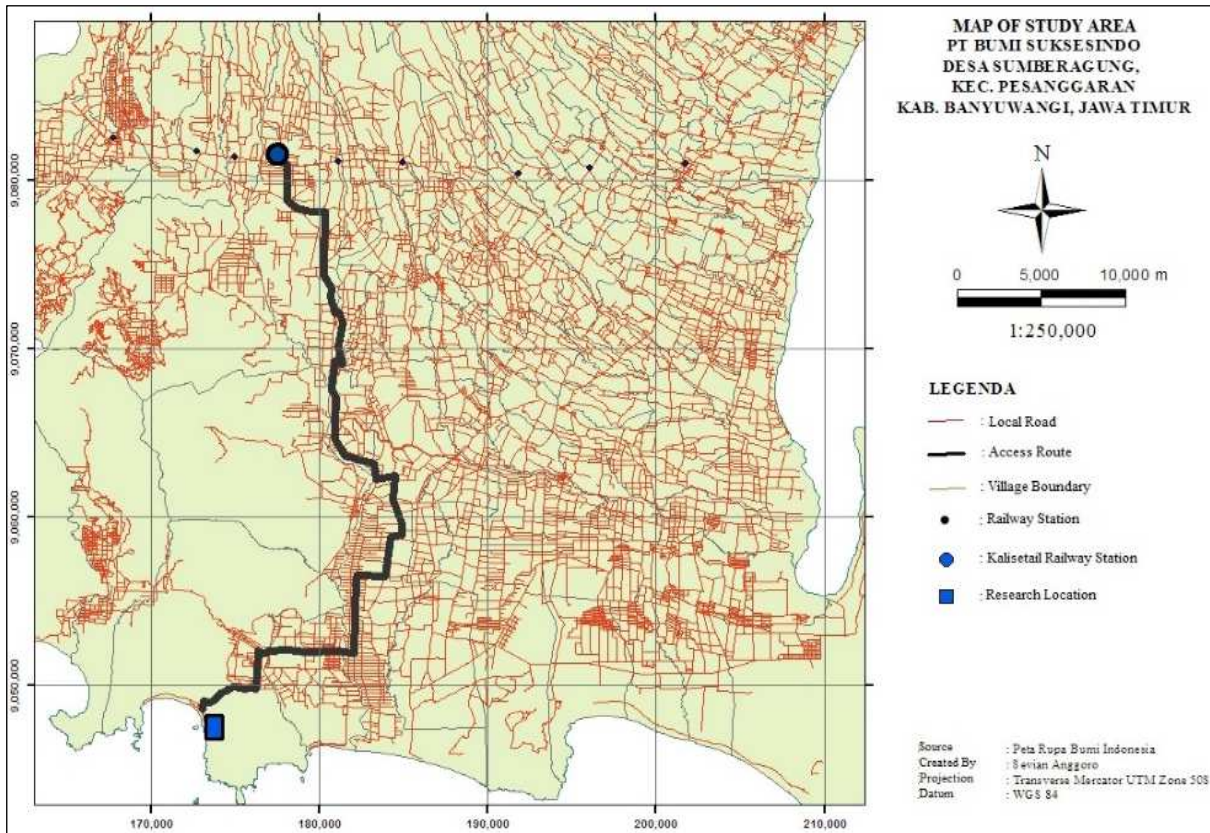 MAP OF STUDY AREA
PT BUMI SUKSESINDO
DESA SUMBERAGUNG,
KEC. PESANGGARAN
KAB. BANYUWANGI, JAWA TIMUR
N
0 5,000 10,000 m
1:250,000
LEGENDA
: Local Road
: Access Route
: Village Boundary
: Railway Station
: Kalisetail Railway Station
: Research Location
Source : Peta Rupa Bumi Indonesia
Created By : Sevian Anggoro
Projection : Transverse Mercator UTM Zone 50S
Datum : WGS 84
9,080,000
9,070,000
9,060,000
9,050,000
170,000 180,000 190,000 200,000 210,000